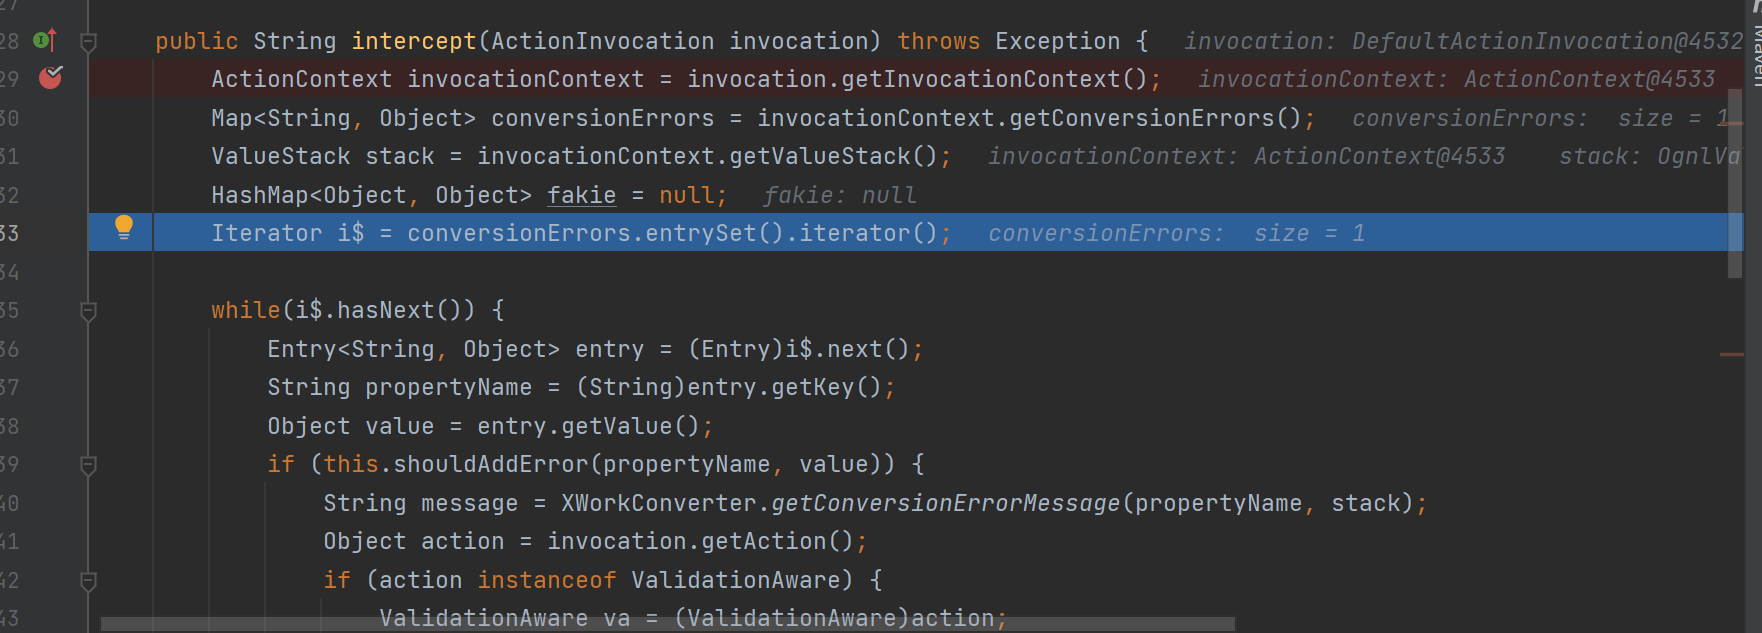 27
28 public String intercept(ActionInvocation invocation) throws Exception { invocation: DefaultActionInvocation@4532
29 ActionContext invocationContext = invocation.getInvocationContext(); invocationContext: ActionContext@4533
30 Map<String, Object> conversionErrors = invocationContext.getConversionErrors(); conversionErrors: size = 1
31 ValueStack stack = invocationContext.getValueStack(); invocationContext: ActionContext@4533 stack: OgnlVa
32 HashMap<Object, Object> fakie = null; fakie: null
33 Iterator i$ = conversionErrors.entrySet().iterator(); conversionErrors: size = 1
34
35 while(i$.hasNext()) {
36 Entry<String, Object> entry = (Entry)i$.next();
37 String propertyName = (String)entry.getKey();
38 Object value = entry.getValue();
39 if (this.shouldAddError(propertyName, value)) {
40 String message = XWorkConverter.getConversionErrorMessage(propertyName, stack);
41 Object action = invocation.getAction();
42 if (action instanceof ValidationAware) {
43 ValidationAware va = (ValidationAware)action;
Maven